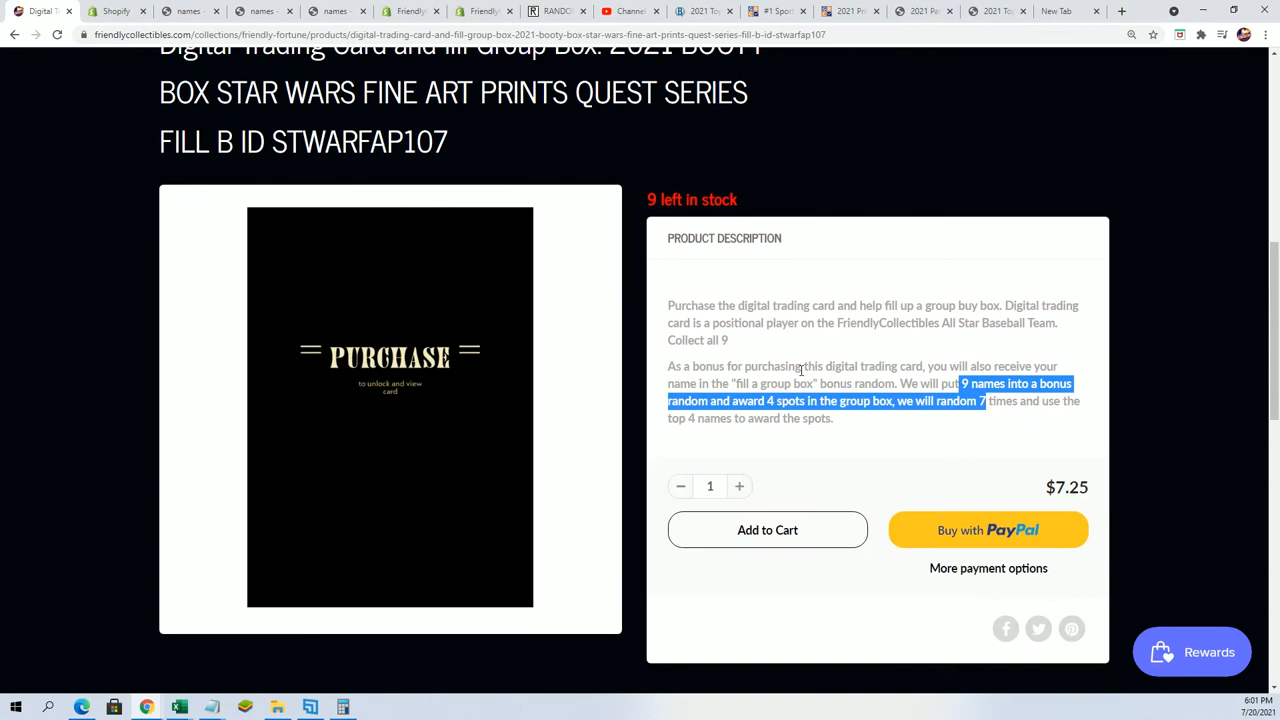 Digital Tr
Shopify
names -
names -
names -
Friendly
Friendly
RANDO
Channel
2021 Top
#1 Sport
2021 Pri
2021 Pa
2021 Top
New Tab
friendlycollectibles.com/collections/friendly-fortune/products/digital-trading-card-and-fill-group-box-2021-booty-box-star-wars-fine-art-prints-quest-series-fill-b-id-stwarfap107
Digital Trading Card and fill Group Box: 2021 BOOTY
BOX STAR WARS FINE ART PRINTS QUEST SERIES
FILL B ID STWARFAP107
PURCHASE
to unlock and view
card
9 left in stock
PRODUCT DESCRIPTION
Purchase the digital trading card and help fill up a group buy box. Digital trading
card is a positional player on the FriendlyCollectibles All Star Baseball Team.
Collect all 9
As a bonus for purchasing this digital trading card, you will also receive your
name in the "fill a group box" bonus random. We will put 9 names into a bonus
random and award 4 spots in the group box, we will random 7 times and use the
top 4 names to award the spots.
1
$7.25
Add to Cart
Buy with PayPal
More payment options
Rewards
6:01 PM
7/20/2021